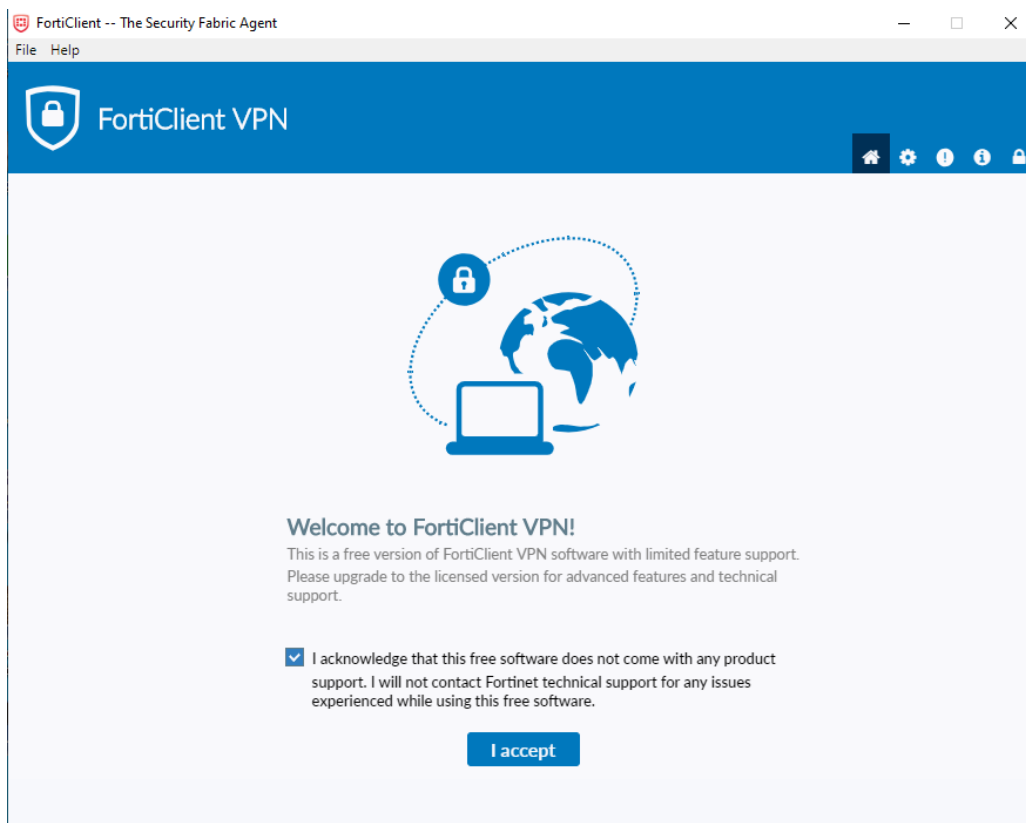 FortiClient -- The Security Fabric Agent
File Help
FortiClient VPN
Welcome to FortiClient VPN!
This is a free version of FortiClient VPN software with limited feature support.
Please upgrade to the licensed version for advanced features and technical
support.
I acknowledge that this free software does not come with any product
support. I will not contact Fortinet technical support for any issues
experienced while using this free software.
I accept